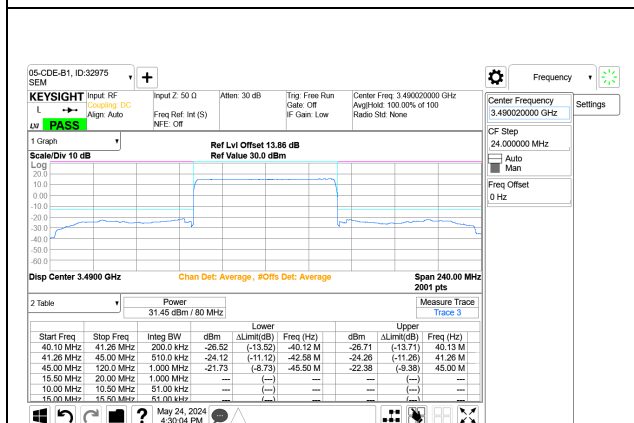 05-CDE-B1, ID:32975
SEM
Frequency
KEYSIGHT Input: RF Input Z: 50 Ω Atten: 30 dB Trig: Free Run Center Freq: 3.490020000 GHz
L Coupling: DC Gate: Off Avg|Hold: 100.00% of 100
Align: Auto Freq Ref: Int (S) IF Gain: Low Radio Std: None
LXI PASS NFE: Off
Center Frequency
3.490020000 GHz
Settings
CF Step
24.000000 MHz
Auto
Man
Freq Offset
0 Hz
1 Graph
Ref Lvl Offset 13.86 dB
Scale/Div 10 dB Ref Value 30.0 dBm
Log
20.0
10.0
0.00
-10.0
-20.0
-30.0
-40.0
-50.0
-60.0
Disp Center 3.4900 GHz Chan Det: Average, #Offs Det: Average Span 240.00 MHz
2001 pts
2 Table Power Measure Trace
31.45 dBm / 80 MHz Trace 3
Lower Upper
Start Freq Stop Freq Integ BW dBm ΔLimit(dB) Freq (Hz) dBm ΔLimit(dB) Freq (Hz)
40.10 MHz 41.26 MHz 200.0 kHz -26.52 (-13.52) -40.12 M -26.71 (-13.71) 40.13 M
41.26 MHz 45.00 MHz 510.0 kHz -24.12 (-11.12) -42.58 M -24.26 (-11.26) 41.26 M
45.00 MHz 120.0 MHz 1.000 MHz -21.73 (-8.73) -45.50 M -22.38 (-9.38) 45.00 M
15.50 MHz 20.00 MHz 1.000 MHz --- (---) --- --- (---) ---
10.00 MHz 10.50 MHz 51.00 kHz --- (---) --- --- (---) ---
15.00 MHz 15.50 MHz 51.00 kHz --- (---) --- --- (---) ---
? May 24, 2024
4:30:04 PM